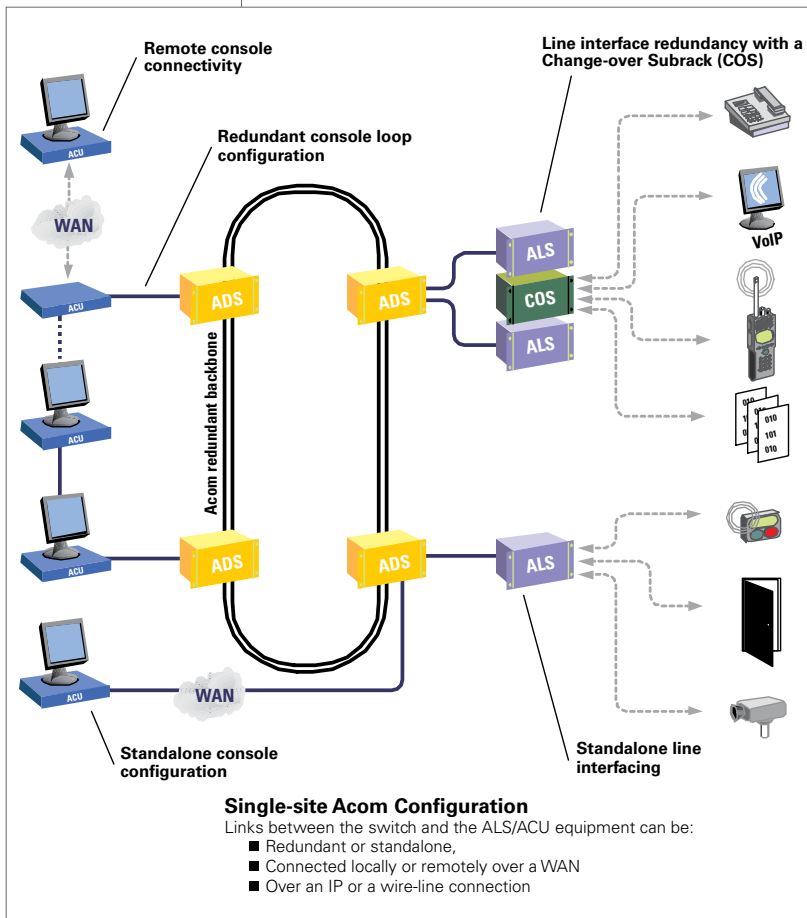 Remote console
connectivity
Line interface redundancy with a
Change-over Subrack (COS)
Redundant console loop
configuration
ACU
WAN
VoIP
ALS
COS
ALS
ADS
ADS
ACU
Acom redundant backbone
010
101
010
ACU
ADS
ADS
ALS
ACU
WAN
ACU
Standalone console
configuration
Standalone line
interfacing
Single-site Acom Configuration
Links between the switch and the ALS/ACU equipment can be:
■ Redundant or standalone,
■ Connected locally or remotely over a WAN
■ Over an IP or a wire-line connection